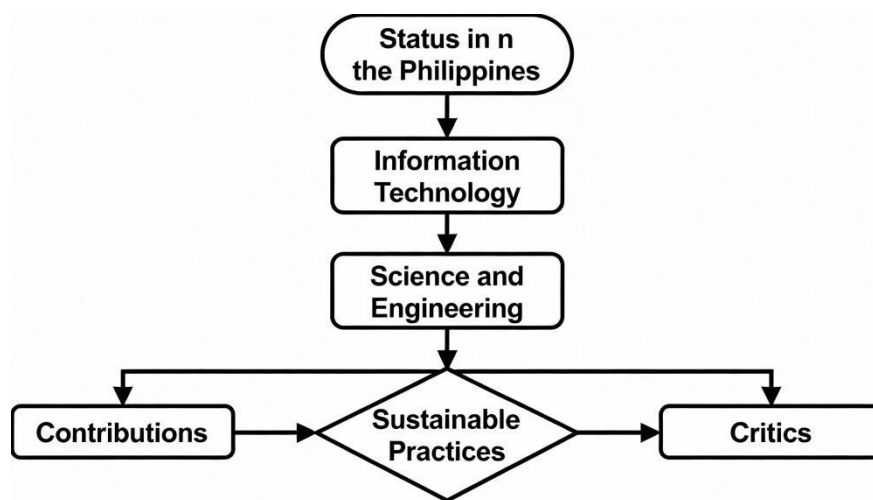 Status in n
the Philippines
Information
Technology
Science and
Engineering
Contributions
Sustainable
Practices
Critics